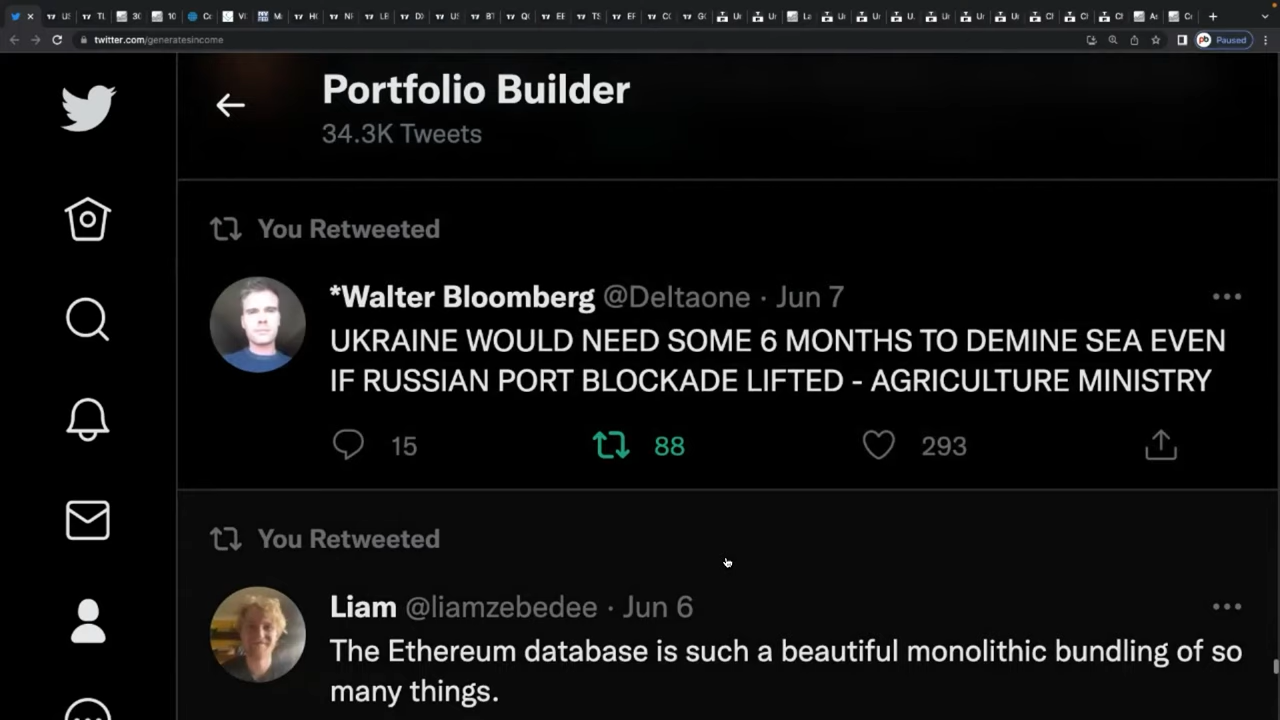 twitter.com/generatesincome
Paused
Portfolio Builder
34.3K Tweets
You Retweeted
*Walter Bloomberg @Deltaone · Jun 7
UKRAINE WOULD NEED SOME 6 MONTHS TO DEMINE SEA EVEN
IF RUSSIAN PORT BLOCKADE LIFTED - AGRICULTURE MINISTRY
15 88 293
You Retweeted
Liam @liamzebedee · Jun 6
The Ethereum database is such a beautiful monolithic bundling of so
many things.